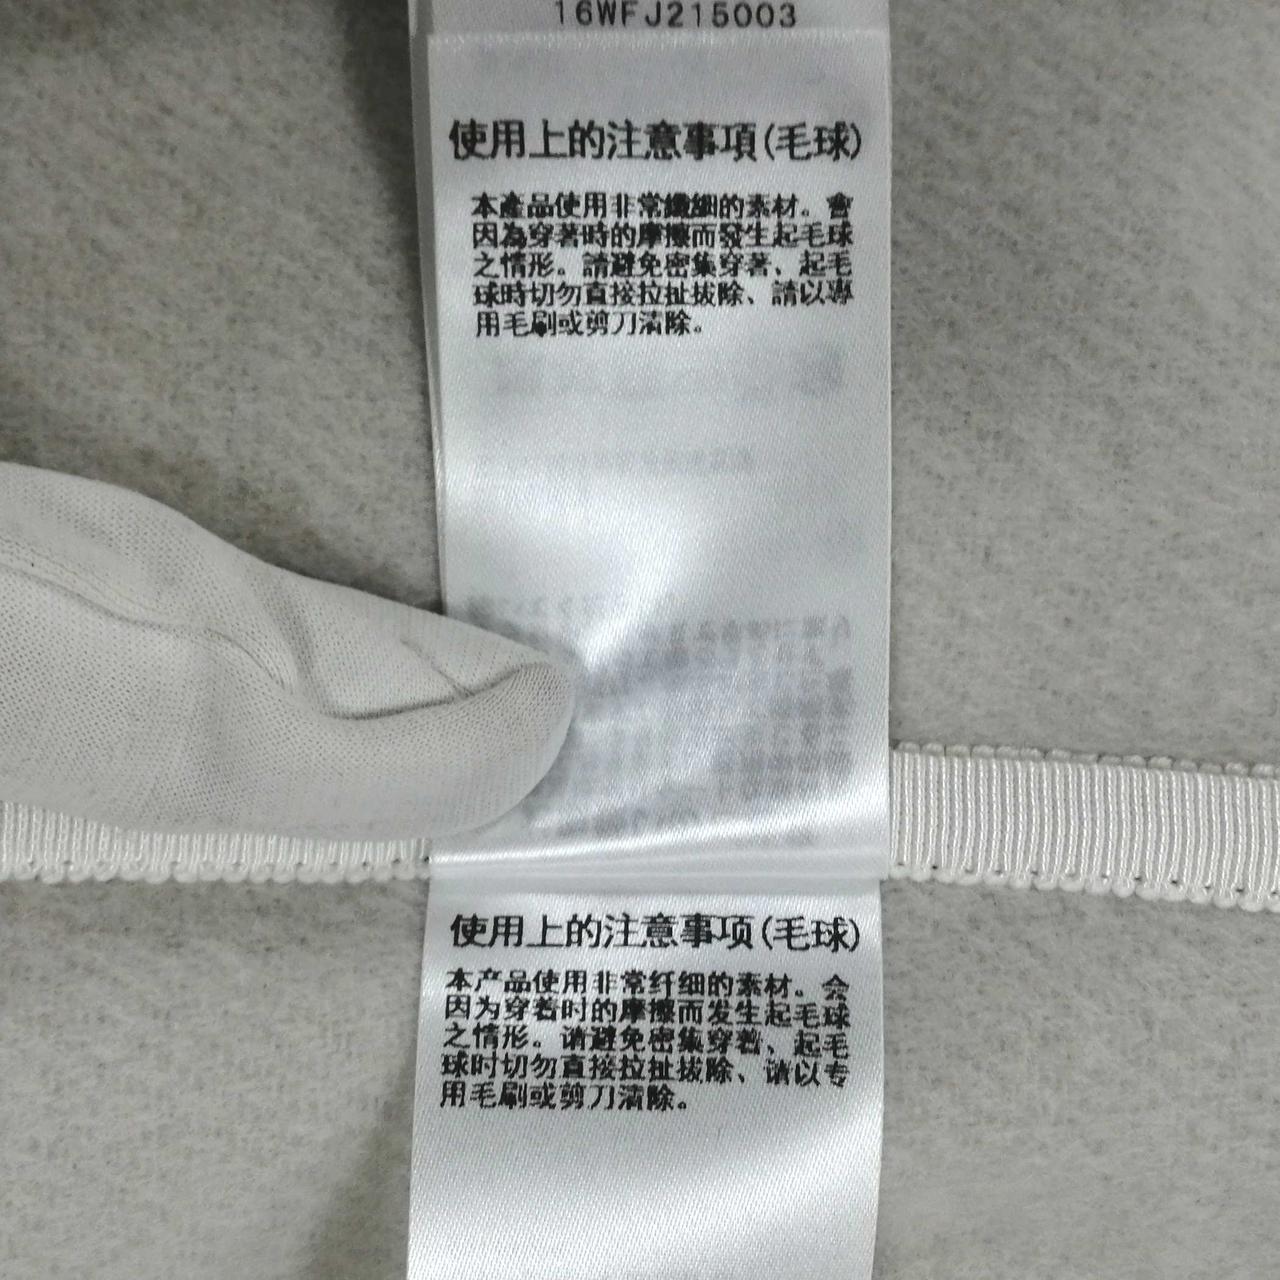 16WFJ215003
使用上的注意事項(毛球)
本產品使用非常纖細的素材。會
因為穿著時的摩擦而發生起毛球
之情形。請避免密集穿著、起毛
球時切勿直接拉扯拔除、請以專
用毛刷或剪刀清除。
使用上的注意事项(毛球)
本产品使用非常纤细的素材。会
因为穿着时的摩擦而发生起毛球
之情形。请避免密集穿着、起毛
球时切勿直接拉扯拔除、请以专
用毛刷或剪刀清除。